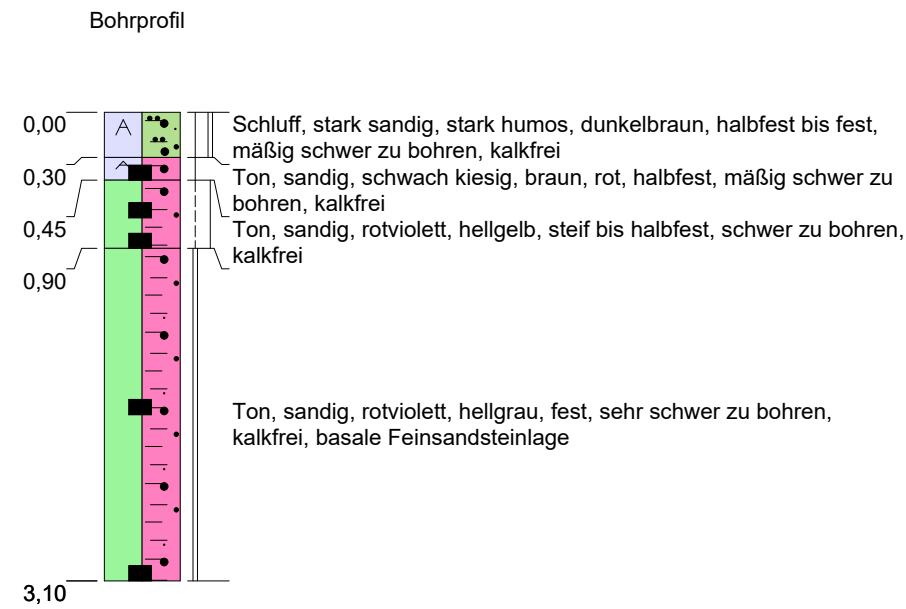 Bohrprofil
0,00
A
Schluff, stark sandig, stark humos, dunkelbraun, halbfest bis fest,
mäßig schwer zu bohren, kalkfrei
0,30
Ton, sandig, schwach kiesig, braun, rot, halbfest, mäßig schwer zu
bohren, kalkfrei
0,45
Ton, sandig, rotviolett, hellgelb, steif bis halbfest, schwer zu bohren,
kalkfrei
0,90
Ton, sandig, rotviolett, hellgrau, fest, sehr schwer zu bohren,
kalkfrei, basale Feinsandsteinlage
3,10